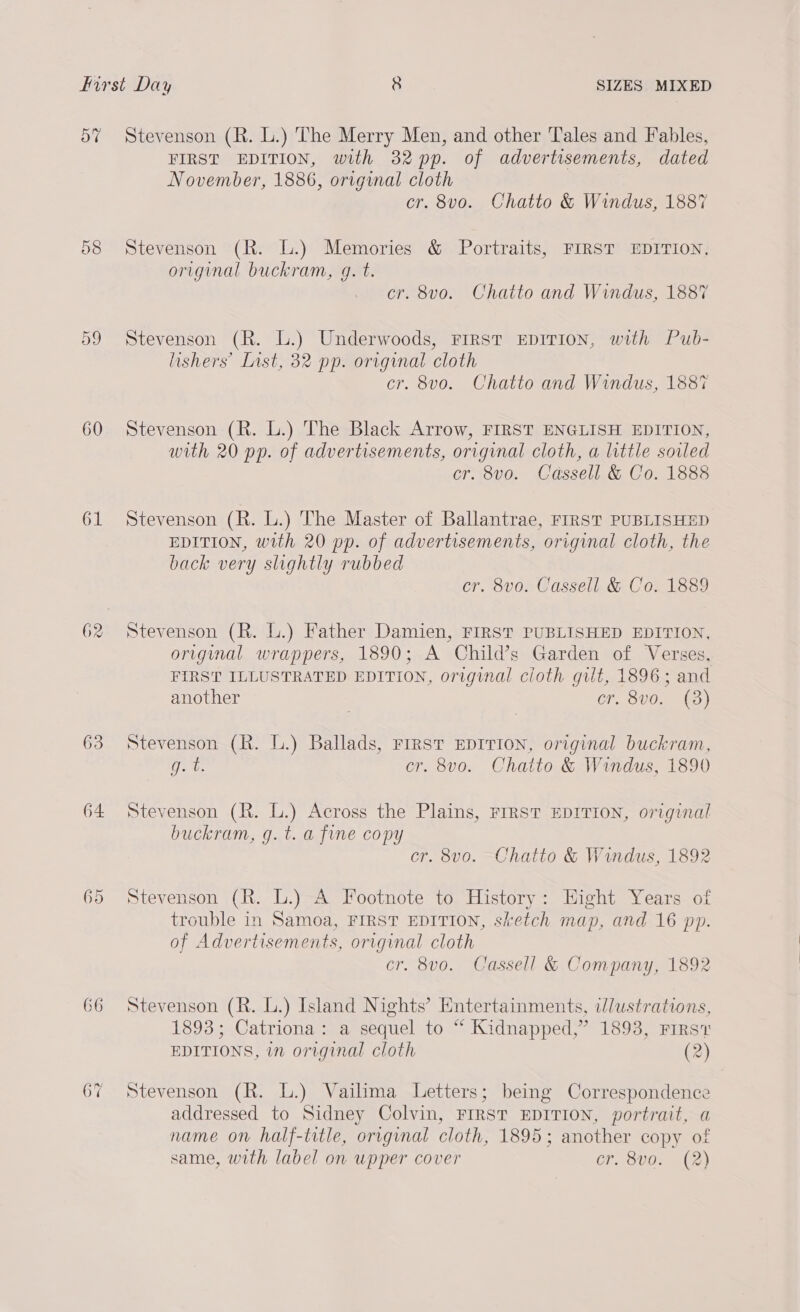 First Day 8 SIZES MIXED
57 Stevenson (R. L.) The Merry Men, and other Tales and Fables,
FIRST EDITION, with 32 pp. of advertisements, dated
November, 1886, original cloth
cr. 8vo. Chatto & Windus, 1887
58 Stevenson (R. L.) Memories & Portraits, FIRST EDITION,
original buckram, g. t.
cr. 8vo. Chatto and Windus, 1887
59 Stevenson (R. L.) Underwoods, FIRST EDITION, with Pub-
lishers' List, 32 pp. original cloth
cr. 8vo. Chatto and Windus, 1887
60 Stevenson (R. L.) The Black Arrow, FIRST ENGLISH EDITION,
with 20 pp. of advertisements, original cloth, a little soiled
cr. 8vo. Cassell & Co. 1888
61 Stevenson (R. L.) The Master of Ballantrae, FIRST PUBLISHED
EDITION, with 20 pp. of advertisements, original cloth, the
back very slightly rubbed
cr. 8vo. Cassell & Co. 1889
62 Stevenson (R. L.) Father Damien, FIRST PUBLISHED EDITION,
original wrappers, 1890; A Child's Garden of Verses,
FIRST ILLUSTRATED EDITION, original cloth gilt, 1896; and
another cr. 8vo. (3)
63 Stevenson (R. L.) Ballads, FIRST EDITION, original buckram,
g. t. cr. 8vo. Chatto & Windus, 1890
64 Stevenson (R. L.) Across the Plains, FIRST EDITION, original
buckram, g. t. a fine copy
cr. 8vo. Chatto & Windus, 1892
65 Stevenson (R. L.) A Footnote to History: Eight Years of
trouble in Samoa, FIRST EDITION, sketch map, and 16 pp.
of Advertisements, original cloth
cr. 8vo. Cassell & Company, 1892
66 Stevenson (R. L.) Island Nights' Entertainments, illustrations,
1893; Catriona: a sequel to "Kidnapped," 1893, FIRST
EDITIONS, in original cloth (2)
67 Stevenson (R. L.) Vailima Letters; being Correspondence
addressed to Sidney Colvin, FIRST EDITION, portrait, a
name on half-title, original cloth, 1895; another copy of
same, with label on upper cover cr. 8vo. (2)